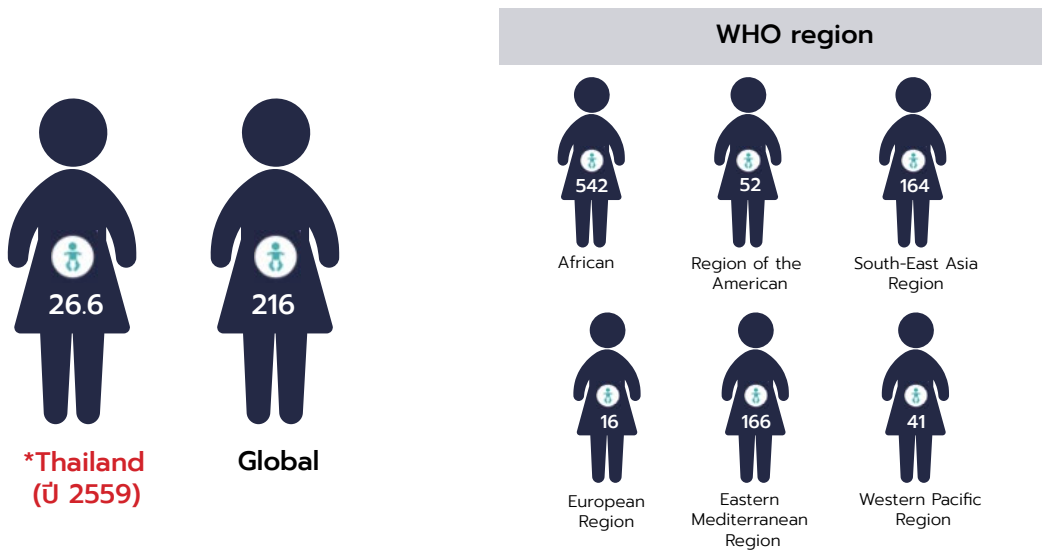 WHO region
26.6
*Thailand
(ปี 2559)
216
Global
542
African
52
Region of the
American
164
South-East Asia
Region
16
European
Region
166
Eastern
Mediterranean
Region
41
Western Pacific
Region